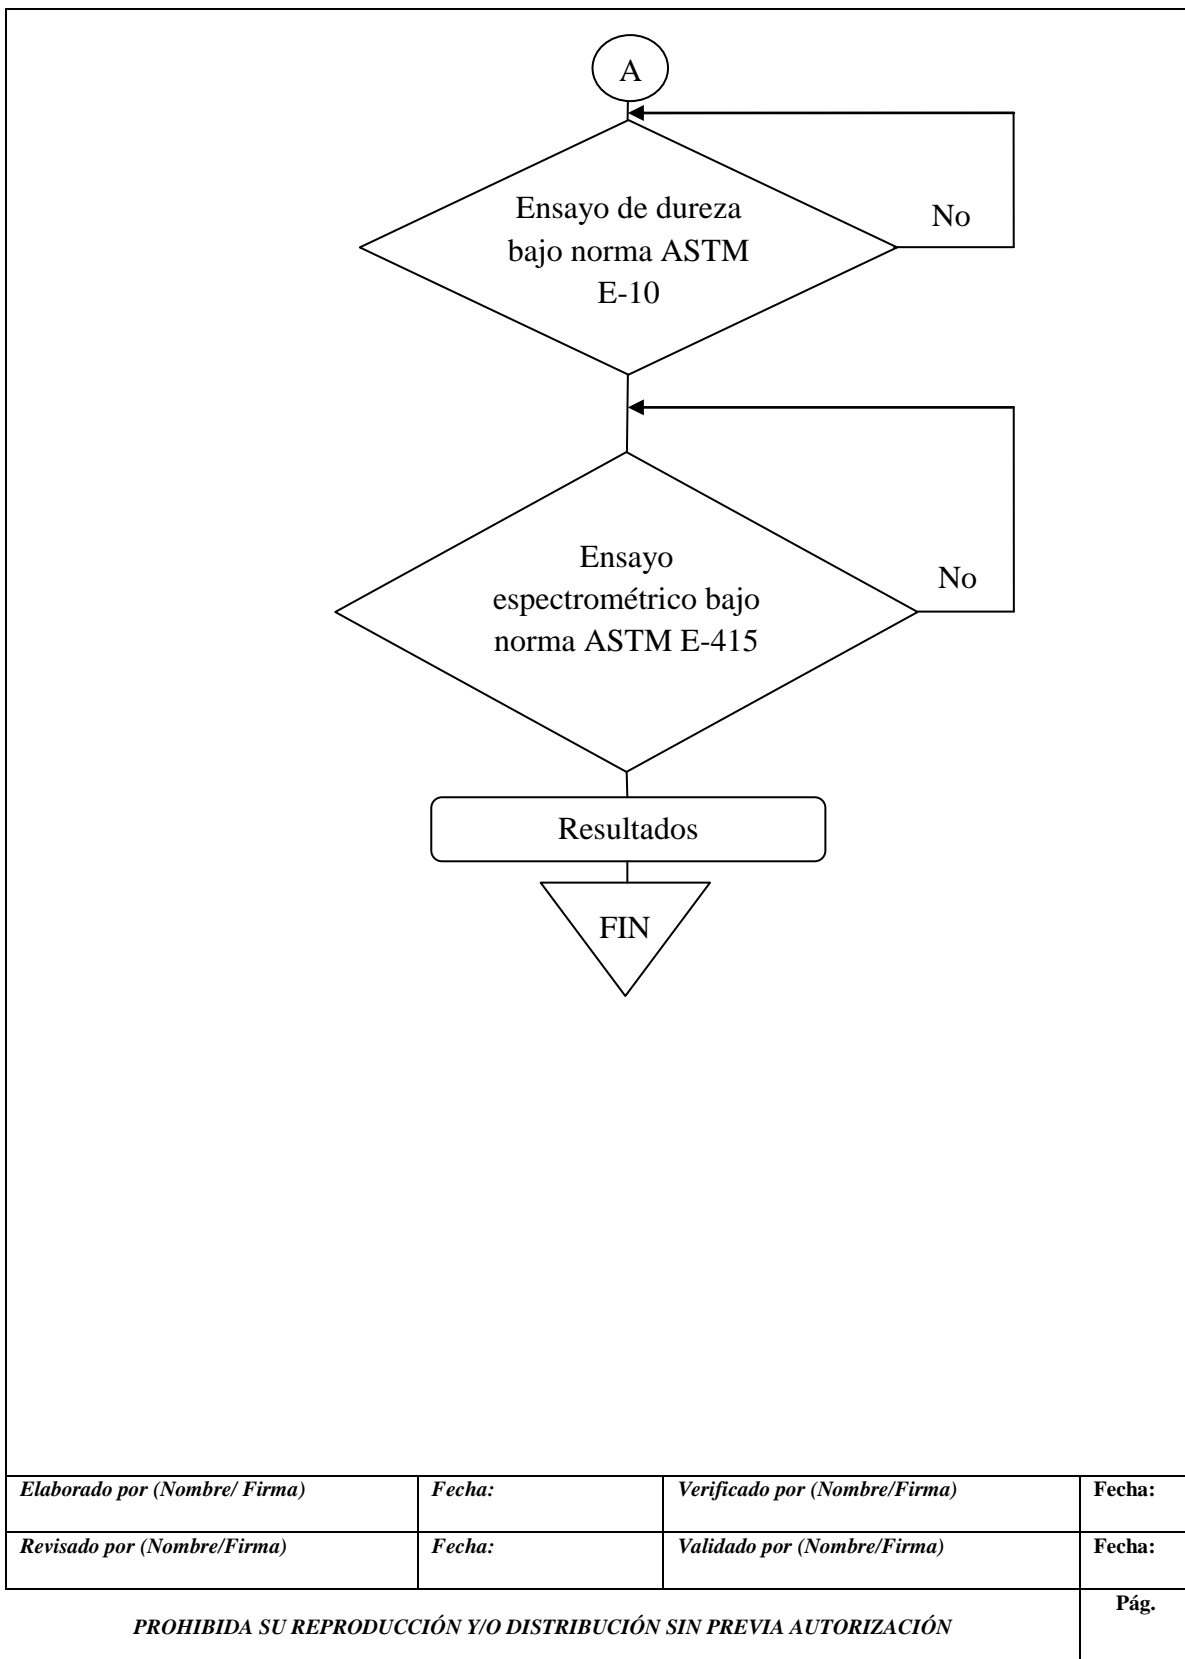 A
Ensayo de dureza
bajo norma ASTM
E-10
No
Ensayo
espectrométrico bajo
norma ASTM E-415
No
Resultados
FIN
Elaborado por (Nombre/ Firma)
Fecha:
Verificado por (Nombre/Firma)
Fecha:
Revisado por (Nombre/Firma)
Fecha:
Validado por (Nombre/Firma)
Fecha:
PROHIBIDA SU REPRODUCCIÓN Y/O DISTRIBUCIÓN SIN PREVIA AUTORIZACIÓN
Pág.